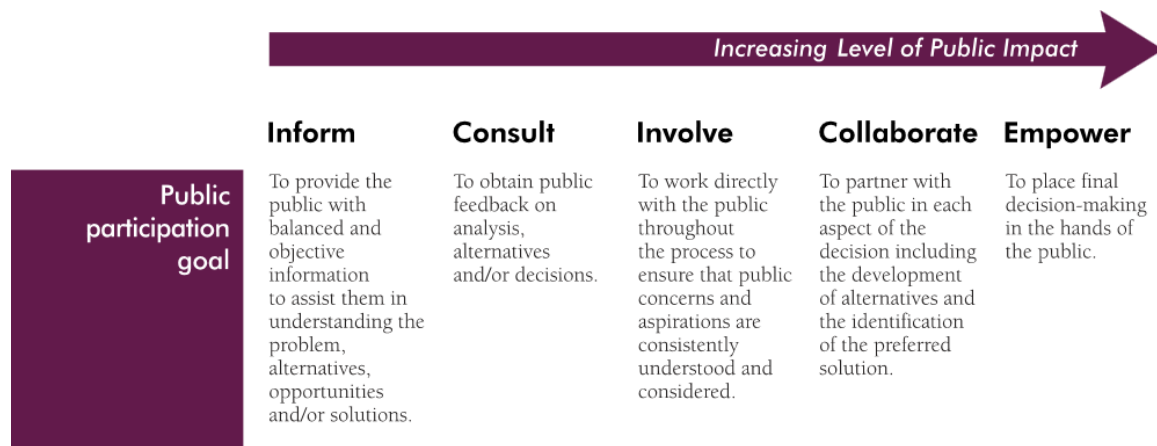 Increasing Level of Public Impact
Inform
Consult
Involve
Collaborate
Empower
Public
participation
goal
To provide the
public with
balanced and
objective
information
to assist them in
understanding the
problem,
alternatives,
opportunities
and/or solutions.
To obtain public
feedback on
analysis,
alternatives
and/or decisions.
To work directly
with the public
throughout
the process to
ensure that public
concerns and
aspirations are
consistently
understood and
considered.
To partner with
the public in each
aspect of the
decision including
the development
of alternatives and
the identification
of the preferred
solution.
To place final
decision-making
in the hands of
the public.